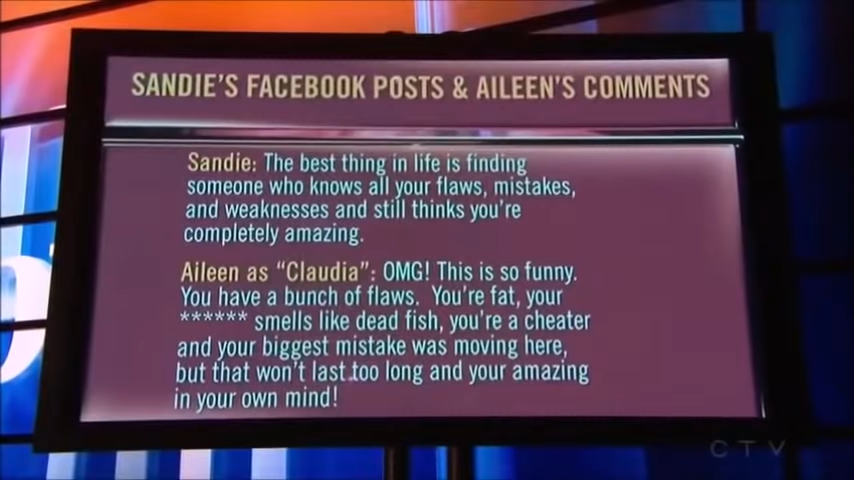 SANDIE'S FACEBOOK POSTS & AILEEN'S COMMENTS
Sandie: The best thing in life is finding
someone who knows all your flaws, mistakes,
and weaknesses and still thinks you're
completely amazing.
Aileen as "Claudia": OMG! This is so funny.
You have a bunch of flaws. You're fat, your
****** smells like dead fish, you're a cheater
and your biggest mistake was moving here,
but that won't last too long and your amazing
in your own mind!
CTV